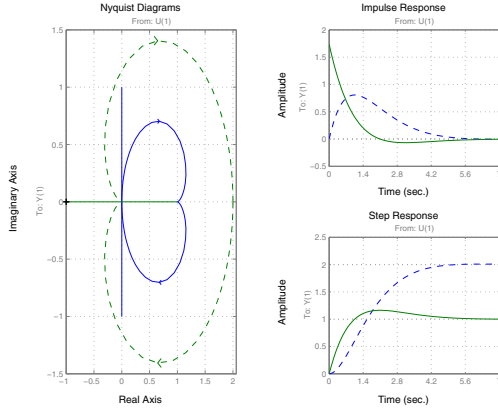 Nyquist Diagrams
From: U(1)
1.5
1
0.5
0
−0.5
−1
−1.5
−1
−0.5
0
0.5
1
1.5
2
Imaginary Axis
To: Y(1)
Real Axis
Impulse Response
From: U(1)
2
1.5
1
0.5
0
−0.5
0
1.4
2.8
4.2
5.6
Amplitude
To: Y(1)
Time (sec.)
Step Response
From: U(1)
2.5
2
1.5
1
0.5
0
0
1.4
2.8
4.2
5.6
Amplitude
To: Y(1)
Time (sec.)